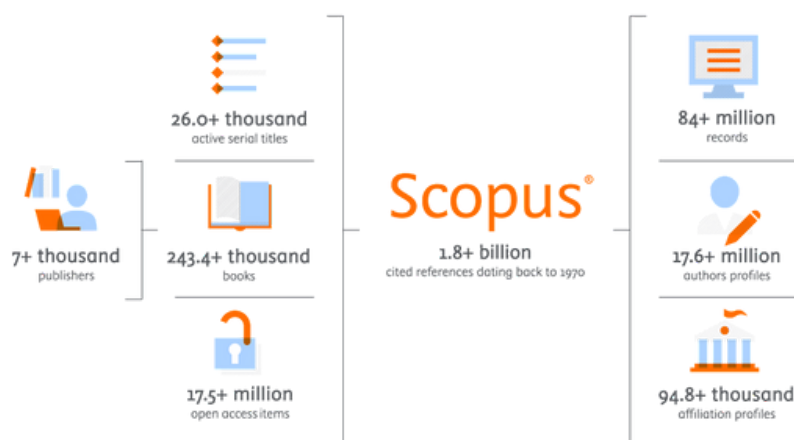 7+ thousand
publishers
26.0+ thousand
active serial titles
243.4+ thousand
books
17.5+ million
open access items
Scopus®
1.8+ billion
cited references dating back to 1970
84+ million
records
17.6+ million
authors profiles
94.8+ thousand
affiliation profiles